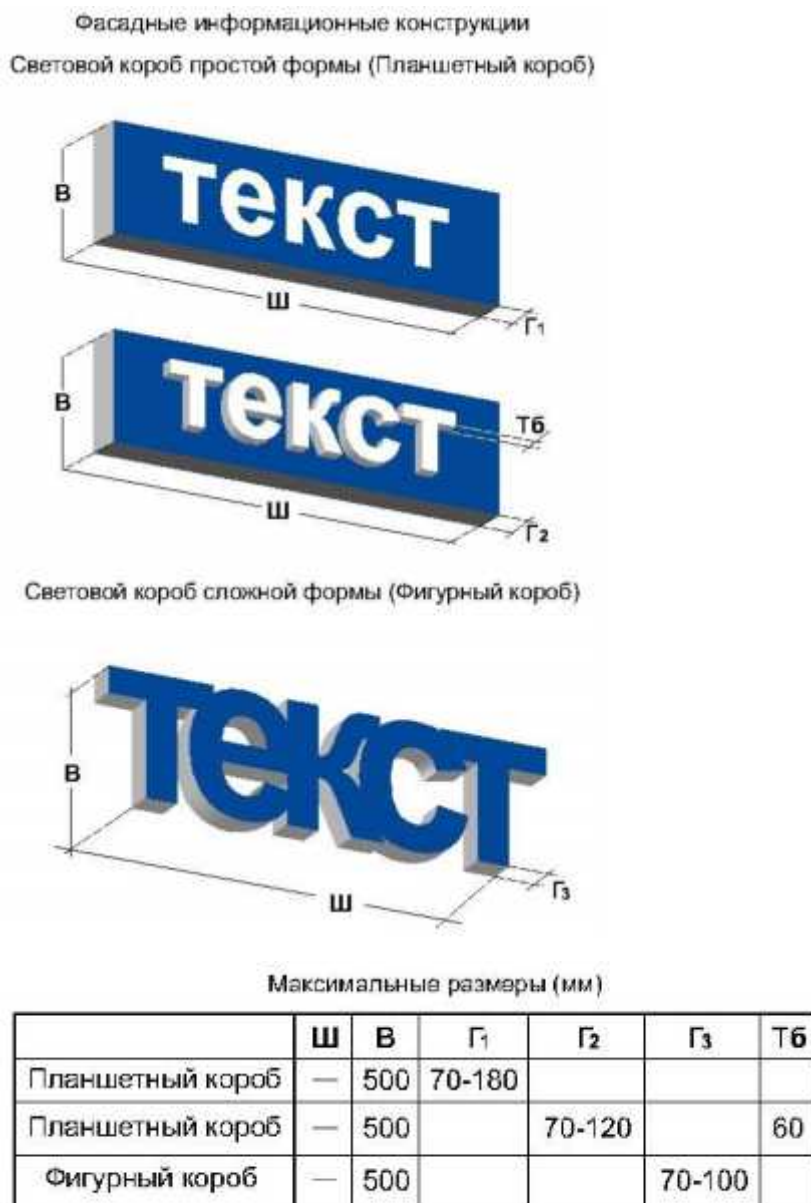 Фасадные информационные конструкции
Световой короб простой формы (Планшетный короб)
В
текст
Ш
Г1
В
текст
Тб
Ш
Г2
Световой короб сложной формы (Фигурный короб)
В
текст
Ш
Г3
Максимальные размеры (мм)
Ш В Г1 Г2 Г3 Тб
Планшетный короб — 500 70-180
Планшетный короб — 500 70-120 60
Фигурный короб — 500 70-100